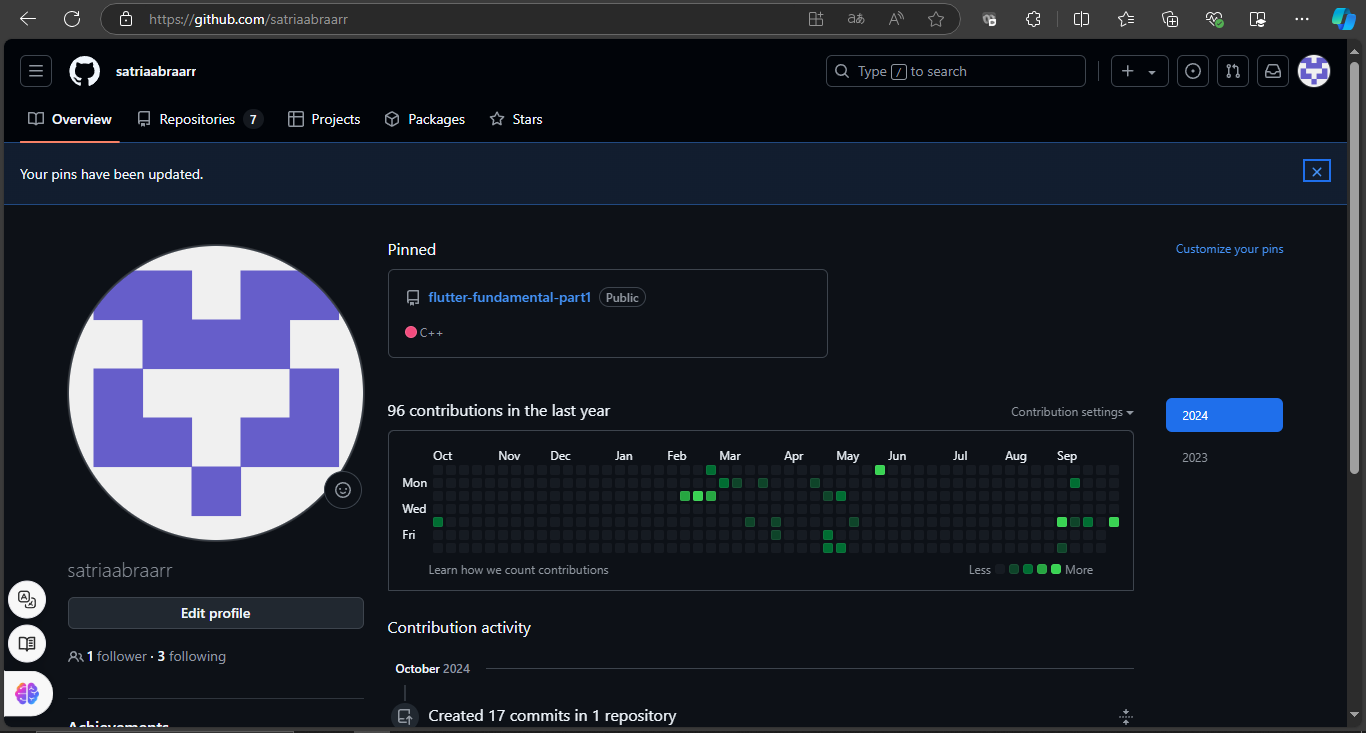 https://github.com/satriaabraarr
satriaabraarr
Type / to search
Overview
Repositories 7
Projects
Packages
Stars
Your pins have been updated.
Pinned
Customize your pins
flutter-fundamental-part1 Public
C++
96 contributions in the last year
Contribution settings
2024
2023
Oct Nov Dec Jan Feb Mar Apr May Jun Jul Aug Sep
Mon
Wed
Fri
Learn how we count contributions
Less More
satriaabraarr
Edit profile
1 follower · 3 following
Achievements
Contribution activity
October 2024
Created 17 commits in 1 repository